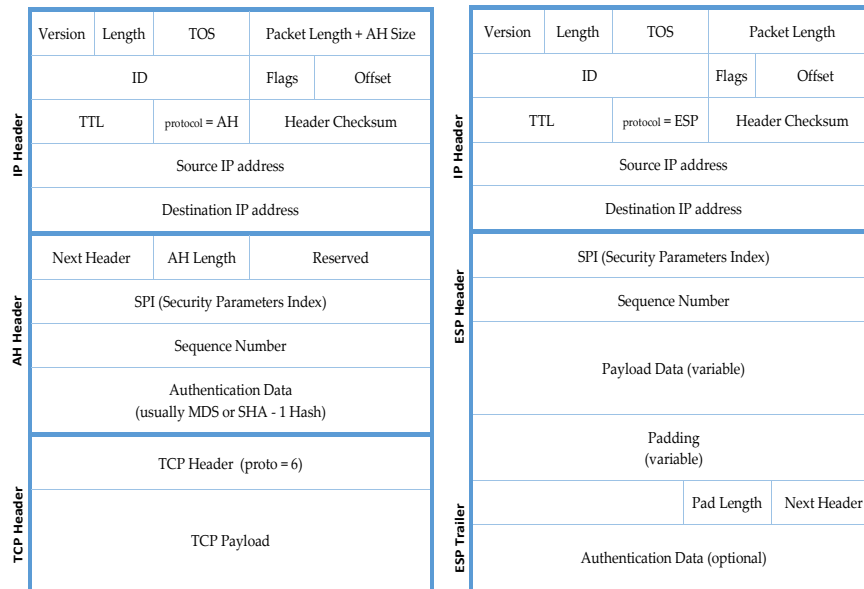 Version Length TOS Packet Length + AH Size
ID Flags Offset
TTL protocol = AH Header Checksum
Source IP address
Destination IP address
IP Header
Next Header AH Length Reserved
SPI (Security Parameters Index)
Sequence Number
Authentication Data
(usually MDS or SHA - 1 Hash)
AH Header
TCP Header (proto = 6)
TCP Payload
TCP Header
Version Length TOS Packet Length
ID Flags Offset
TTL protocol = ESP Header Checksum
Source IP address
Destination IP address
IP Header
SPI (Security Parameters Index)
Sequence Number
Payload Data (variable)
ESP Header
Padding
(variable)
Pad Length Next Header
Authentication Data (optional)
ESP Trailer